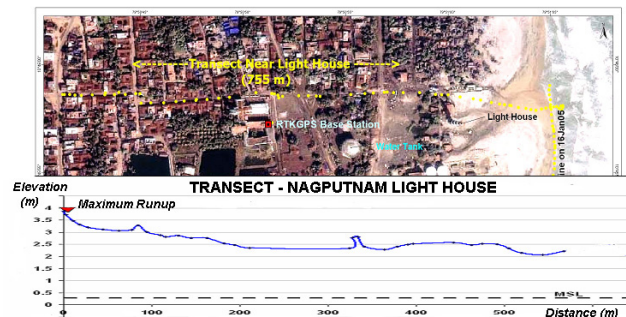 Transect Near Light House
(755 m)
RTKGPS Base Station
Light House
Water Tank
ine on 16Jan05
Elevation
(m)
TRANSECT - NAGPUTNAM LIGHT HOUSE
Maximum Runup
4
3.5
3
2.5
2
1.5
1
0.5
0
MSL
0
100
200
300
400
500
Distance (m)